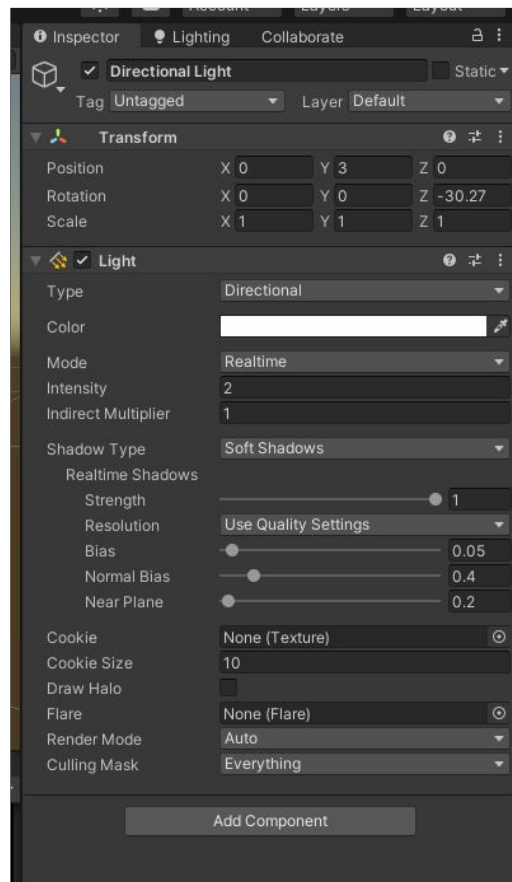 Account Layers Layout
Inspector Lighting Collaborate
Directional Light Static
Tag Untagged Layer Default
Transform
Position X 0 Y 3 Z 0
Rotation X 0 Y 0 Z -30.27
Scale X 1 Y 1 Z 1
Light
Type Directional
Color
Mode Realtime
Intensity 2
Indirect Multiplier 1
Shadow Type Soft Shadows
Realtime Shadows
Strength 1
Resolution Use Quality Settings
Bias 0.05
Normal Bias 0.4
Near Plane 0.2
Cookie None (Texture)
Cookie Size 10
Draw Halo
Flare None (Flare)
Render Mode Auto
Culling Mask Everything
Add Component